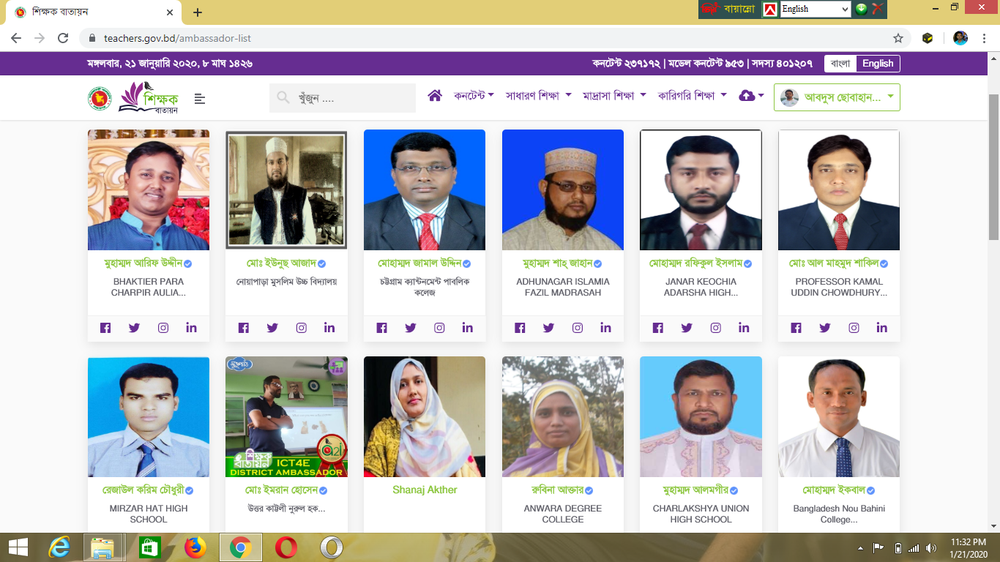 শিক্ষক বাতায়ন
বায়ান্নো
English
teachers.gov.bd/ambassador-list
মঙ্গলবার, ২১ জানুয়ারি ২০২০, ৮ মাঘ ১৪২৬
কনটেন্ট ২৩৭১৭২ | মডেল কনটেন্ট ৯৫৩ | সদস্য ৪০১২০৭
বাংলা English
শিক্ষক
বাতায়ন
খুঁজুন ....
কনটেন্ট সাধারণ শিক্ষা মাদ্রাসা শিক্ষা কারিগরি শিক্ষা
আবদুস ছোবাহান...
মুহাম্মদ আরিফ উদ্দীন
BHAKTIER PARA
CHARPIR AULIA...
মোঃ ইউনুছ আজাদ
নোয়াপাড়া মুসলিম উচ্চ বিদ্যালয়
মোহাম্মদ জামাল উদ্দিন
চট্টগ্রাম ক্যান্টনমেন্ট পাবলিক
কলেজ
মুহাম্মদ শাহ্ জাহান
ADHUNAGAR ISLAMIA
FAZIL MADRASAH
মোহাম্মদ রফিকুল ইসলাম
JANAR KEOCHIA
ADARSHA HIGH...
মোঃ আল মাহমুদ শাকিল
PROFESSOR KAMAL
UDDIN CHOWDHURY...
রেজাউল করিম চৌধুরী
MIRZAR HAT HIGH
SCHOOL
মুক্তপাঠ
a2i
শিক্ষক
বাতায়ন
ICT4E
DISTRICT AMBASSADOR
মোঃ ইমরান হোসেন
উত্তর কাট্টলী নুরুল হক...
Shanaj Akther
রুবিনা আক্তার
ANWARA DEGREE
COLLEGE
মুহাম্মদ আলমগীর
CHARLAKSHYA UNION
HIGH SCHOOL
মোহাম্মদ ইকবাল
Bangladesh Nou Bahini
College...
11:32 PM
1/21/2020